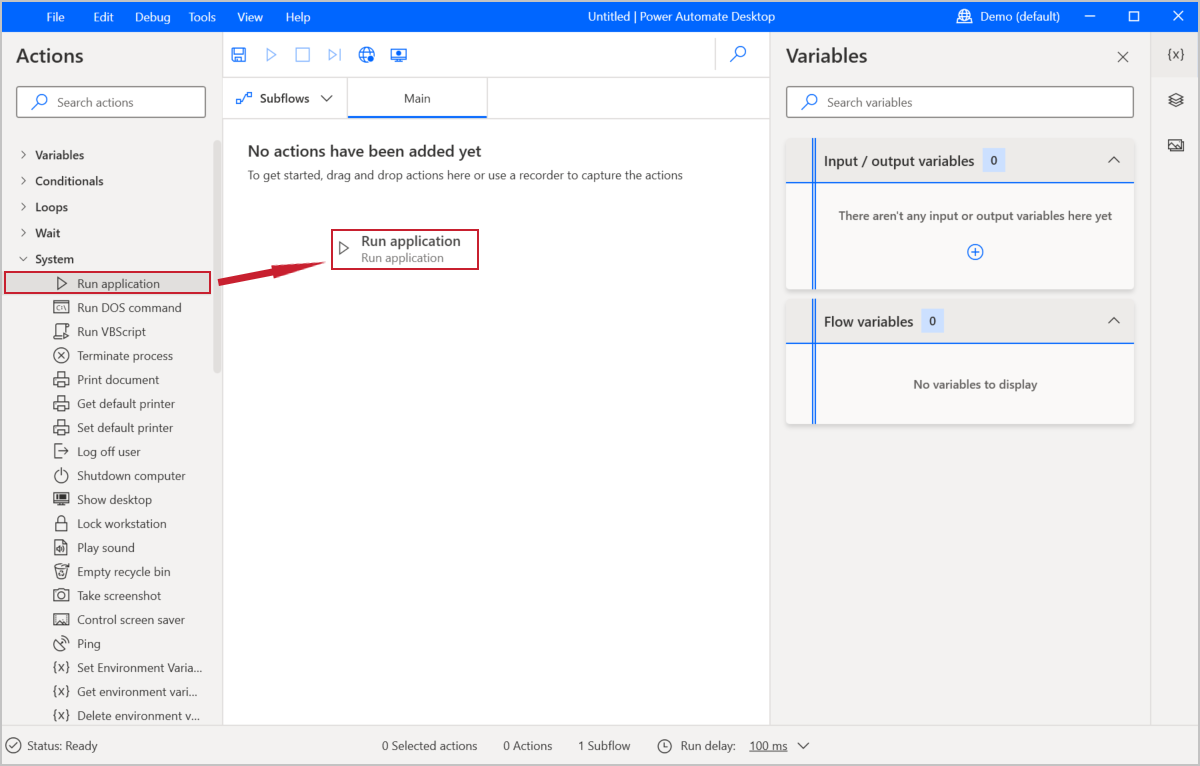 File Edit Debug Tools View Help
Untitled | Power Automate Desktop
Demo (default)
Actions
Search actions
Variables
Conditionals
Loops
Wait
System
Run application
Run DOS command
Run VBScript
Terminate process
Print document
Get default printer
Set default printer
Log off user
Shutdown computer
Show desktop
Lock workstation
Play sound
Empty recycle bin
Take screenshot
Control screen saver
Ping
{x} Set Environment Varia...
{x} Get environment vari...
{x} Delete environment v...
Subflows
Main
No actions have been added yet
To get started, drag and drop actions here or use a recorder to capture the actions
Run application
Run application
Variables
{x}
Search variables
Input / output variables 0
There aren't any input or output variables here yet
Flow variables 0
No variables to display
Status: Ready
0 Selected actions
0 Actions
1 Subflow
Run delay: 100 ms